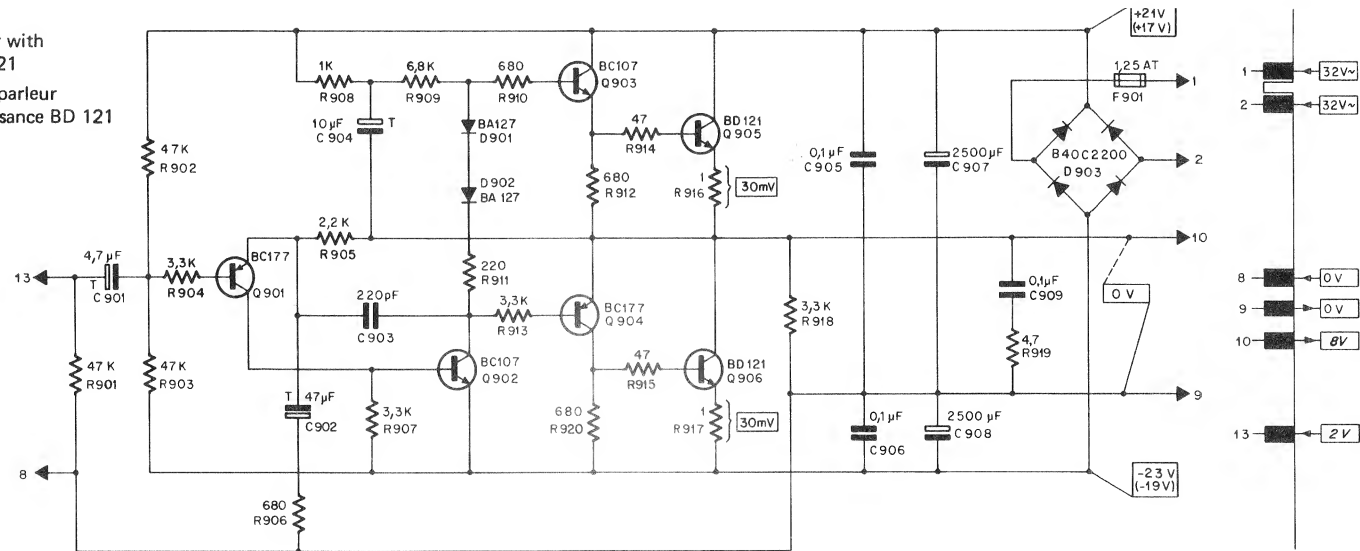 with
21
parleur
sance BD 121
+21V
(+17 V)
1K
R908
6,8K
R909
680
R910
BC107
Q903
1,25 AT
F901
1
2
1
32V~
2
32V~
10µF
C904
T
BA127
D901
47
R914
BD121
Q905
47K
R902
0,1µF
C905
2500µF
C907
B40C2200
D903
D902
BA 127
680
R912
1
R916
30mV
2,2K
R905
10
13
4,7µF
T
C901
3,3K
R904
BC177
Q901
220
R911
0,1µF
C909
0 V
8
0V
9
0V
10
8V
220pF
C903
3,3K
R913
BC177
Q904
3,3K
R918
4,7
R919
47K
R901
47K
R903
BC107
Q902
47
R915
BD121
Q906
T
47µF
C902
3,3K
R907
9
680
R920
1
R917
30mV
0,1µF
C906
2500 µF
C908
13
2V
8
-23 V
(-19V)
680
R906